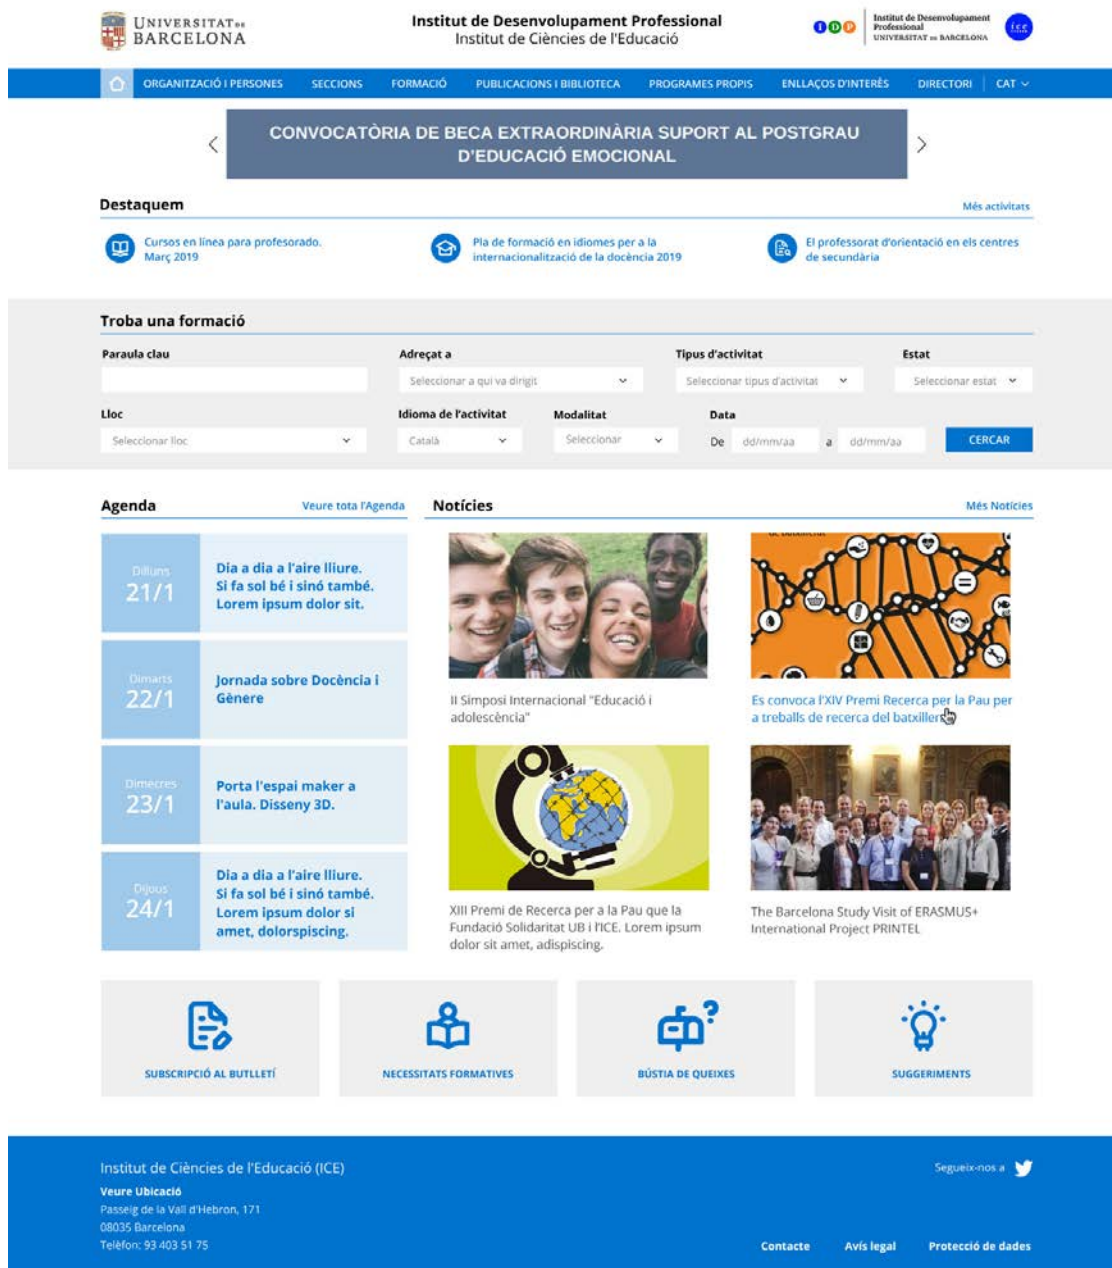 UNIVERSITAT DE
BARCELONA
Institut de Desenvolupament Professional
Institut de Ciències de l'Educació
IDP
Institut de Desenvolupament
Professional
UNIVERSITAT DE BARCELONA
ice
ORGANITZACIÓ I PERSONES SECCIONS FORMACIÓ PUBLICACIONS I BIBLIOTECA PROGRAMES PROPIS ENLLAÇOS D'INTERÈS DIRECTORI CAT
CONVOCATÒRIA DE BECA EXTRAORDINÀRIA SUPORT AL POSTGRAU
D'EDUCACIÓ EMOCIONAL
Destaquem Més activitats
Cursos en línea para profesorado.
Març 2019
Pla de formació en idiomes per a la
internacionalització de la docència 2019
El professorat d'orientació en els centres
de secundària
Troba una formació
Paraula clau Adreçat a Tipus d'activitat Estat
Seleccionar a qui va dirigit Seleccionar tipus d'activitat Seleccionar estat
Lloc Idioma de l'activitat Modalitat Data
Seleccionar lloc Català Seleccionar De dd/mm/aa a dd/mm/aa CERCAR
Agenda Veure tota l'Agenda
Dilluns
21/1
Dia a dia a l'aire lliure.
Si fa sol bé i sinó també.
Lorem ipsum dolor sit.
Dimarts
22/1
Jornada sobre Docència i
Gènere
Dimecres
23/1
Porta l'espai maker a
l'aula. Disseny 3D.
Dijous
24/1
Dia a dia a l'aire lliure.
Si fa sol bé i sinó també.
Lorem ipsum dolor si
amet, dolorspiscing.
Notícies Més Notícies
II Simposi Internacional "Educació i
adolescència"
Es convoca l'XIV Premi Recerca per la Pau per
a treballs de recerca del batxillerat
XIII Premi de Recerca per a la Pau que la
Fundació Solidaritat UB i l'ICE. Lorem ipsum
dolor sit amet, adispiscing.
The Barcelona Study Visit of ERASMUS+
International Project PRINTEL
SUBSCRIPCIÓ AL BUTLLETÍ NECESSITATS FORMATIVES BÚSTIA DE QUEIXES SUGGERIMENTS
Institut de Ciències de l'Educació (ICE) Segueix-nos a
Veure Ubicació
Passeig de la Vall d'Hebron, 171
08035 Barcelona
Telèfon: 93 403 51 75
Contacte Avís legal Protecció de dades